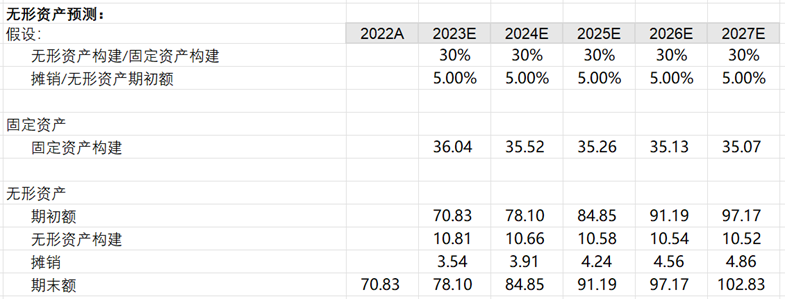 无形资产预测:
假设: 2022A 2023E 2024E 2025E 2026E 2027E
无形资产构建/固定资产构建 30% 30% 30% 30% 30%
摊销/无形资产期初额 5.00% 5.00% 5.00% 5.00% 5.00%
固定资产
固定资产构建 36.04 35.52 35.26 35.13 35.07
无形资产
期初额 70.83 78.10 84.85 91.19 97.17
无形资产构建 10.81 10.66 10.58 10.54 10.52
摊销 3.54 3.91 4.24 4.56 4.86
期末额 70.83 78.10 84.85 91.19 97.17 102.83